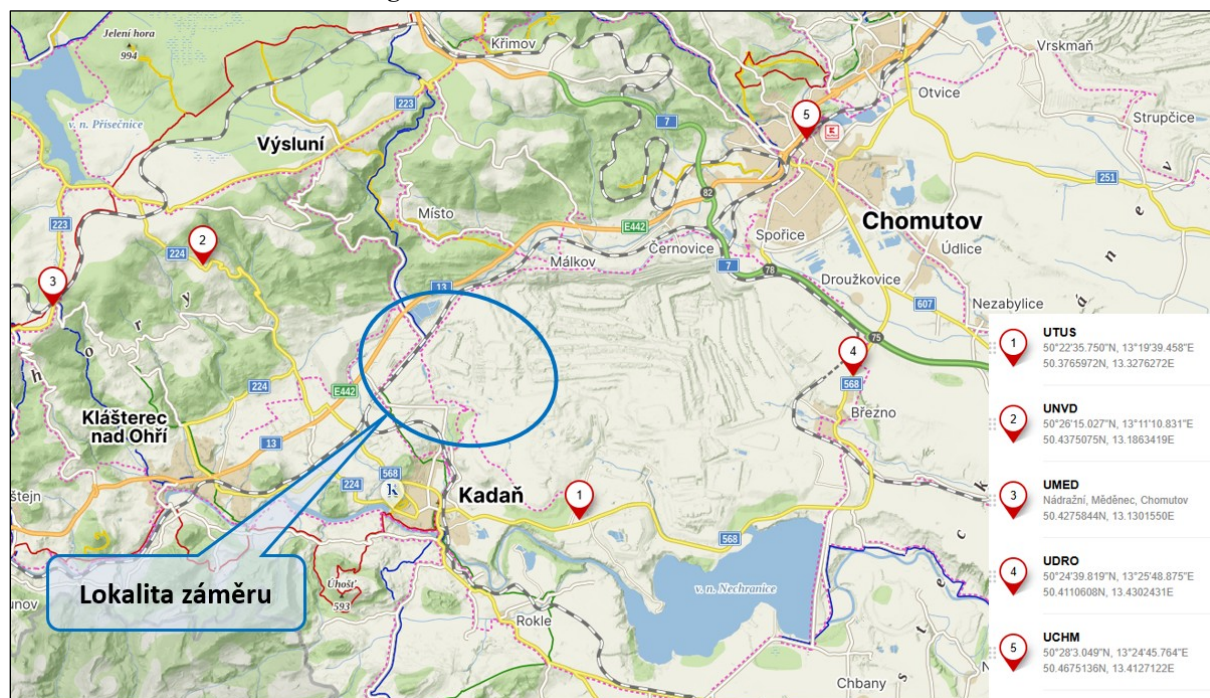 Jelení hora
994
Křimov
Vrskmaň
Otvice
Strupčice
v. n. Přísečnice
223
7
5
Výsluní
251
223
82
Místo
E442
Chomutov
2
224
Málkov
Černovice
Spořice
Údlice
3
13
7
78
Droužkovice
607
Nezabylice
h o r y
4
75
568
224
E442
Březno
Klášterec
nad Ohří
13
568
224
k
Kadaň
1
568
štejn
Lokalita záměru
Úhošť
593
v. n. Nechranice
unov
Rokle
Chbany
1
UTUS
50°22'35.750"N, 13°19'39.458"E
50.3765972N, 13.3276272E
2
UNVD
50°26'15.027"N, 13°11'10.831"E
50.4375075N, 13.1863419E
3
UMED
Nádražní, Měděnec, Chomutov
50.4275844N, 13.1301550E
4
UDRO
50°24'39.819"N, 13°25'48.875"E
50.4110608N, 13.4302431E
5
UCHM
50°28'3.049"N, 13°24'45.764"E
50.4675136N, 13.4127122E